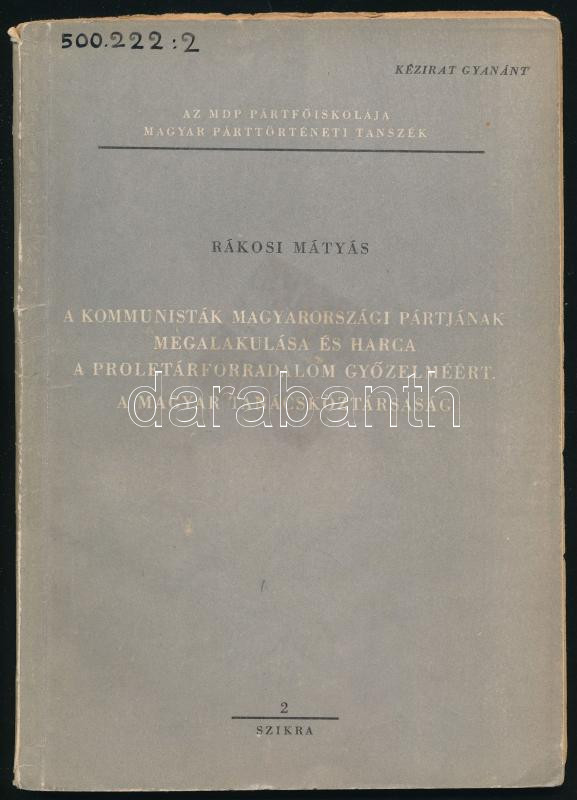 500.222:2
KÉZIRAT GYANÁNT
AZ MDP PÁRTFŐISKOLÁJA
MAGYAR PÁRTTÖRTÉNETI TANSZÉK
RÁKOSI MÁTYÁS
A KOMMUNISTÁK MAGYARORSZÁGI PÁRTJÁNAK
MEGALAKULÁSA ÉS HARCA
A PROLETÁRFORRADALOM GYŐZELMÉÉRT.
A MAGYAR TANÁCSKÖZTÁRSASÁG
darabanth
2
SZIKRA